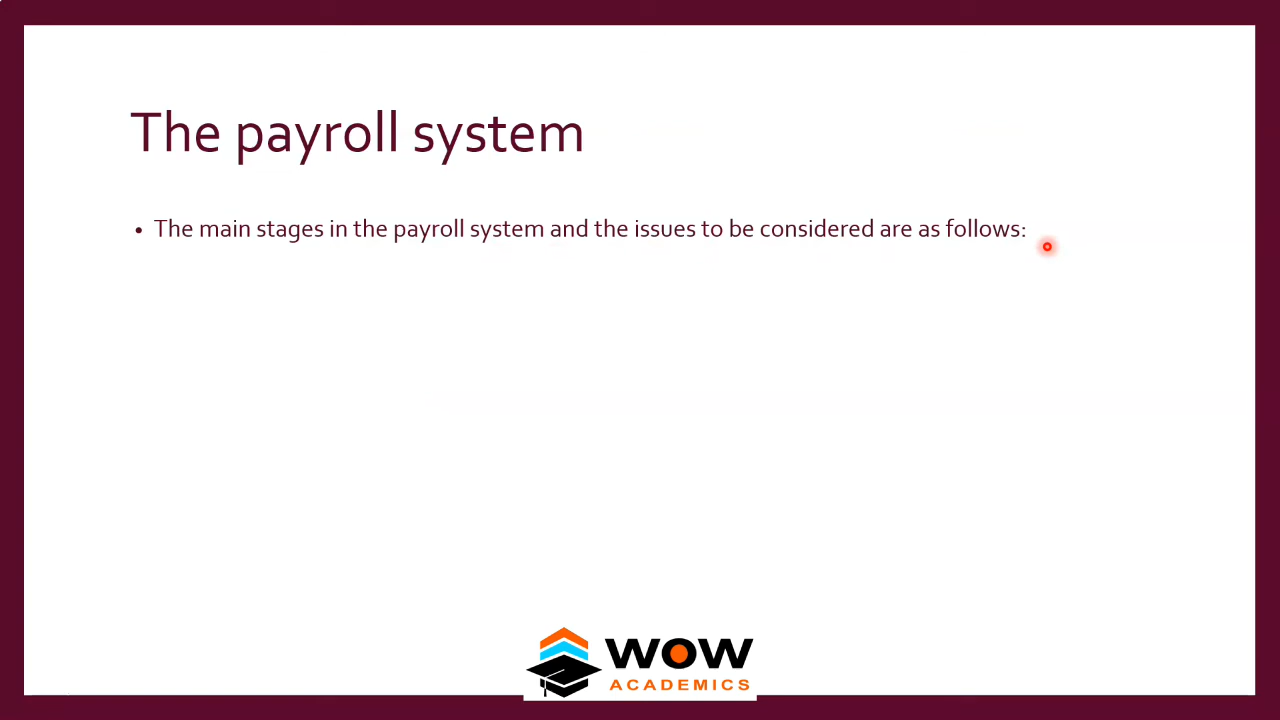 The payroll system
• The main stages in the payroll system and the issues to be considered are as follows:
WOW
ACADEMICS